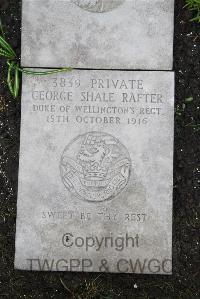 3839 PRIVATE
GEORGE SHALE RAFTER
DUKE OF WELLINGTON'S REGT
15TH OCTOBER 1916
SWEET BE THY REST
© Copyright
TWGPP & CWGC